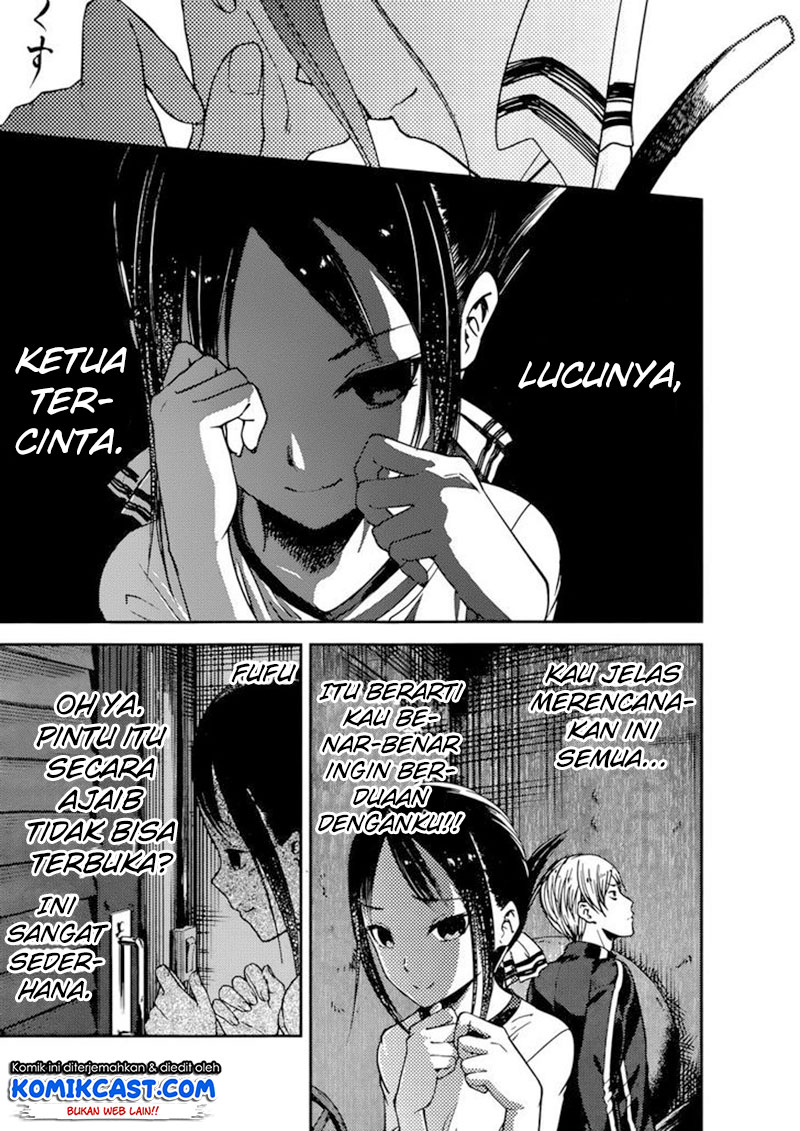 くす
LUCUNYA,
KETUA
TER-
CINTA.
KAU JELAS
MERENCANA-
KAN INI
SEMUA...
ITU BERARTI
KAU BE-
NAR-BENAR
INGIN BER-
DUAAN
DENGANKU!!
FUFU
OH YA.
PINTU ITU
SECARA
AJAIB
TIDAK BISA
TERBUKA?
INI
SANGAT
SEDER-
HANA.
Komik ini diterjemahkan & diedit oleh
KOMIKCAST.COM
BUKAN WEB LAIN!!